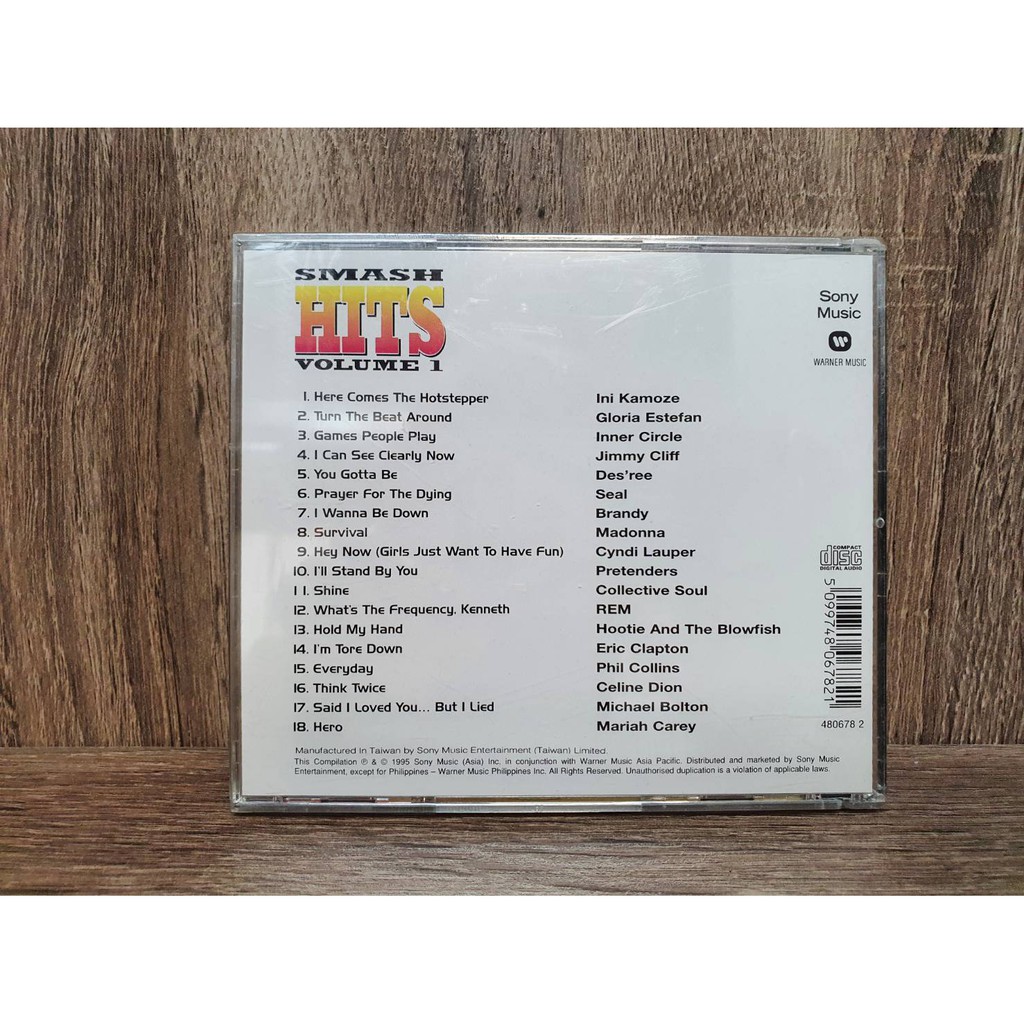 SMASH
HITS
VOLUME 1
Sony
Music
WARNER MUSIC
1. Here Comes The Hotstepper Ini Kamoze
2. Turn The Beat Around Gloria Estefan
3. Games People Play Inner Circle
4. I Can See Clearly Now Jimmy Cliff
5. You Gotta Be Des'ree
6. Prayer For The Dying Seal
7. I Wanna Be Down Brandy
8. Survival Madonna
9. Hey Now (Girls Just Want To Have Fun) Cyndi Lauper
10. I'll Stand By You Pretenders
11. Shine Collective Soul
12. What's The Frequency, Kenneth REM
13. Hold My Hand Hootie And The Blowfish
14. I'm Tore Down Eric Clapton
15. Everyday Phil Collins
16. Think Twice Celine Dion
17. Said I Loved You... But I Lied Michael Bolton
18. Hero Mariah Carey
COMPACT
disc
DIGITAL AUDIO
5 099748 067821
480678 2
Manufactured In Taiwan by Sony Music Entertainment (Taiwan) Limited.
This Compilation ℗ & © 1995 Sony Music (Asia) Inc. in conjunction with Warner Music Asia Pacific. Distributed and marketed by Sony Music
Entertainment, except for Philippines – Warner Music Philippines Inc. All Rights Reserved. Unauthorised duplication is a violation of applicable laws.